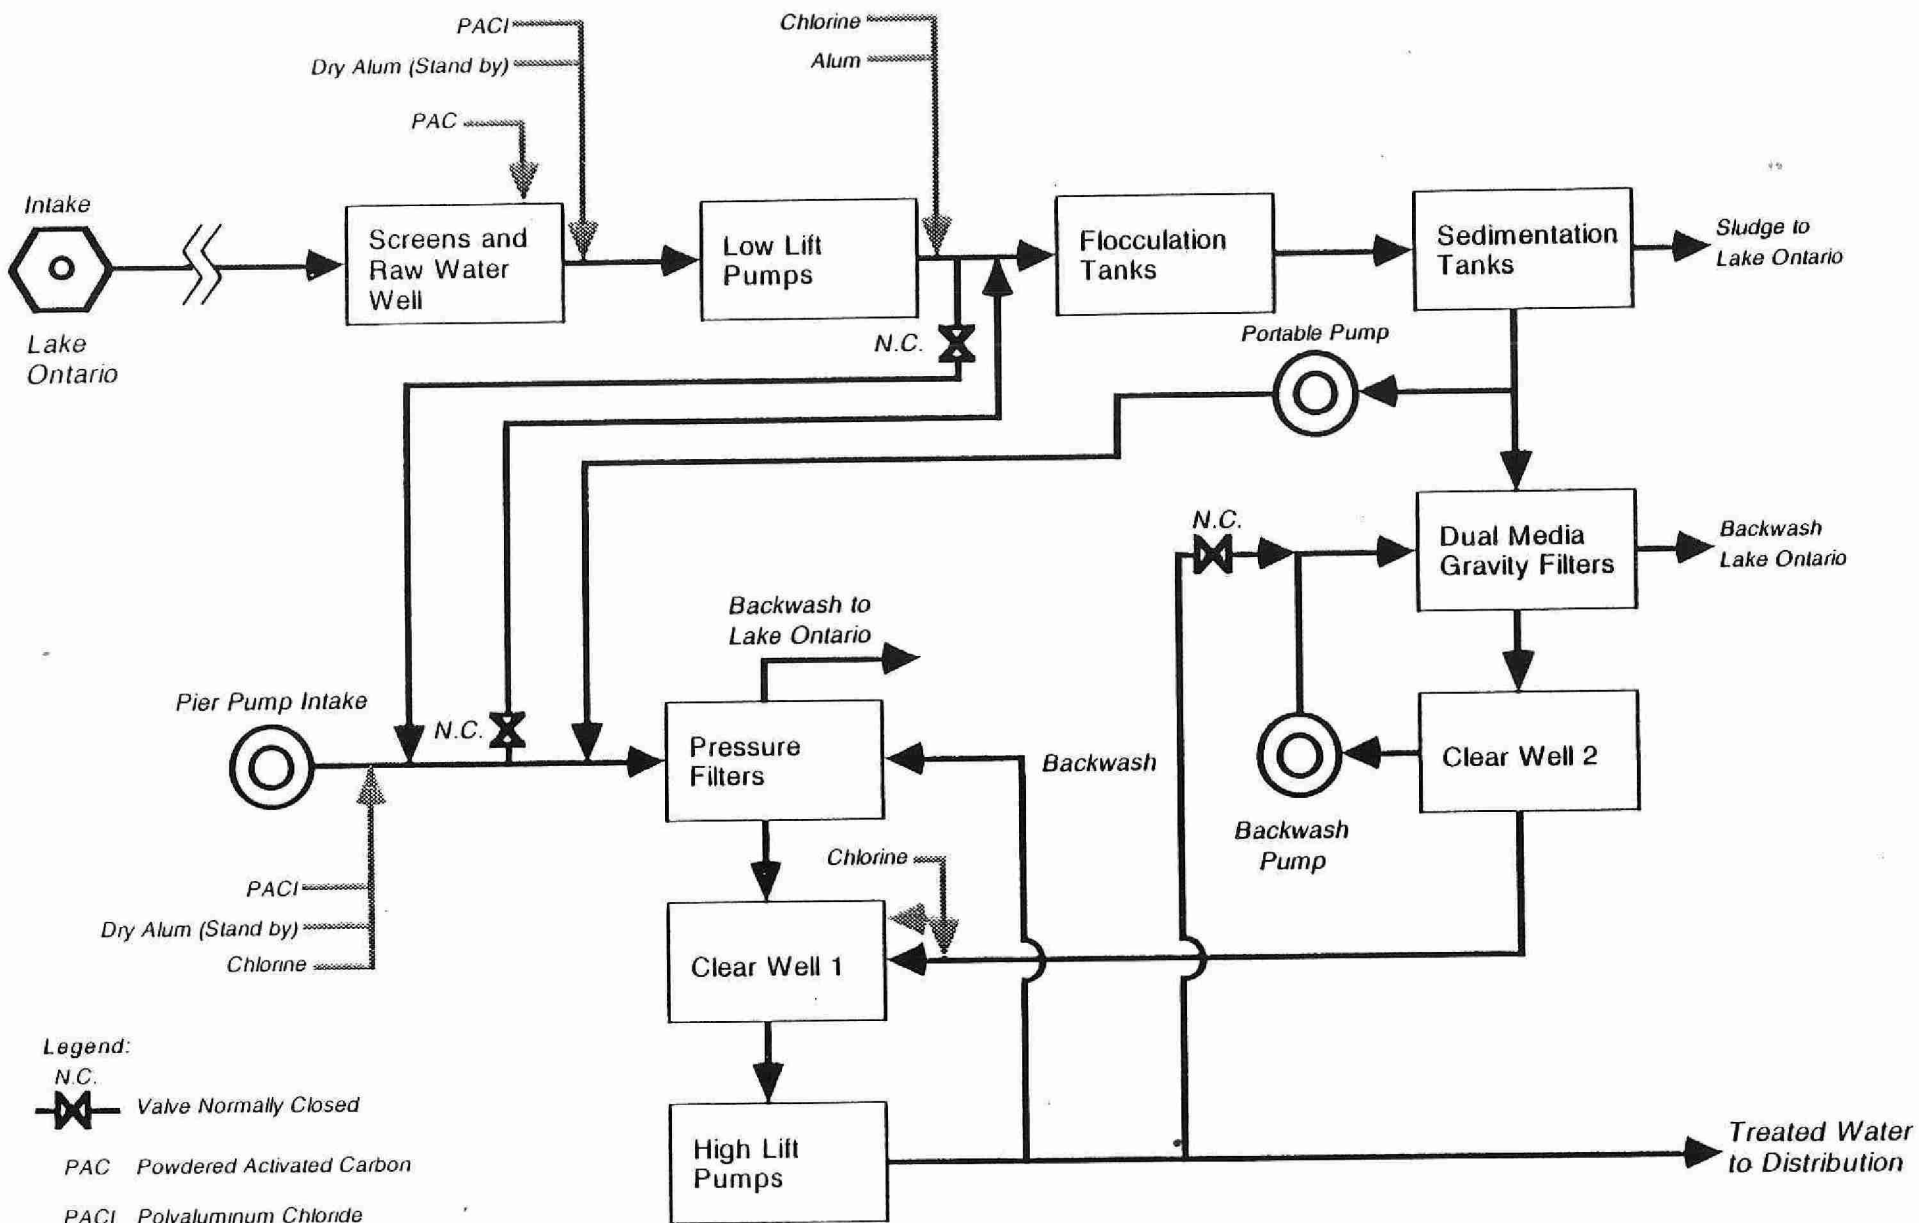 PACl
Dry Alum (Stand by)
PAC
Chlorine
Alum
Intake
Lake
Ontario
Screens and
Raw Water
Well
Low Lift
Pumps
Flocculation
Tanks
Sedimentation
Tanks
Sludge to
Lake Ontario
N.C.
Portable Pump
N.C.
Dual Media
Gravity Filters
Backwash
Lake Ontario
Backwash to
Lake Ontario
Pier Pump Intake
N.C.
Pressure
Filters
Backwash
Clear Well 2
Backwash
Pump
PACl
Dry Alum (Stand by)
Chlorine
Chlorine
Clear Well 1
High Lift
Pumps
Treated Water
to Distribution
Legend:
N.C.
Valve Normally Closed
PAC Powdered Activated Carbon
PACl Polyaluminum Chloride